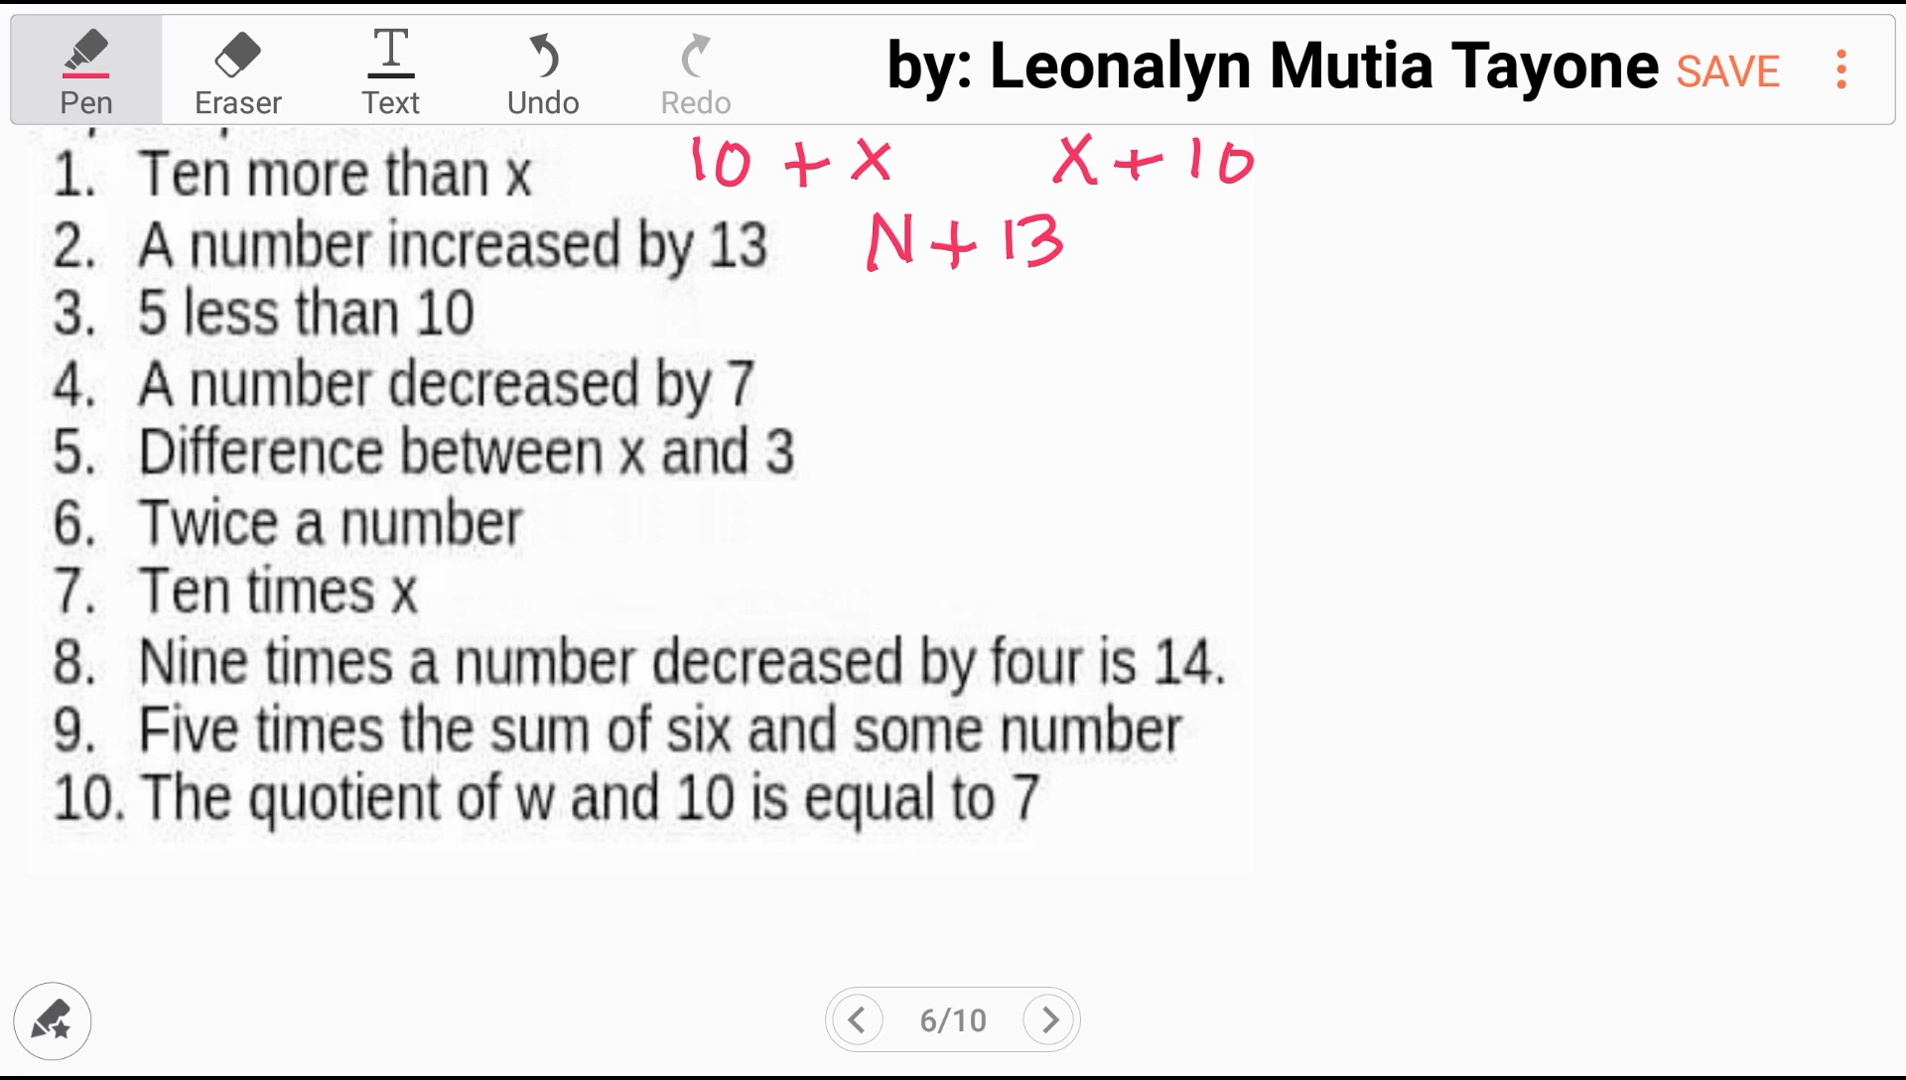 by: Leonalyn Mutia Tayone SAVE
Pen Eraser Text Undo Redo
1. Ten more than x 10 + x x + 10
2. A number increased by 13 N + 13
3. 5 less than 10
4. A number decreased by 7
5. Difference between x and 3
6. Twice a number
7. Ten times x
8. Nine times a number decreased by four is 14.
9. Five times the sum of six and some number
10. The quotient of w and 10 is equal to 7
6/10